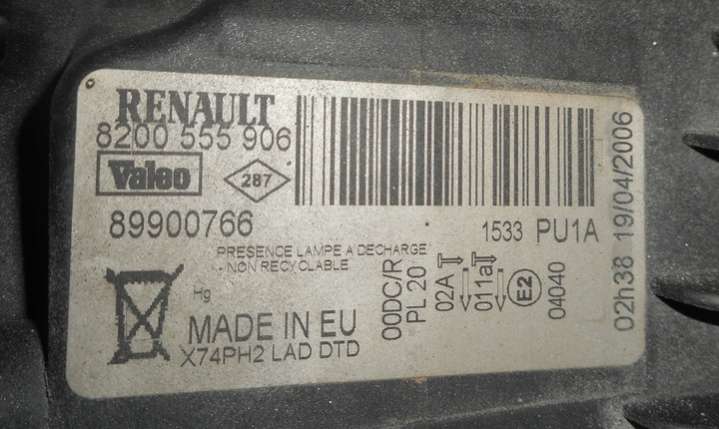 RENAULT
8200 555 906
Valeo
287
89900766
1533 PU1A
PRESENCE LAMPE A DECHARGE
- NON RECYCLABLE
Hg
MADE IN EU
X74PH2 LAD DTD
00DC/R
PL 20
02A
011a
E2
04040
02h38 19/04/2006